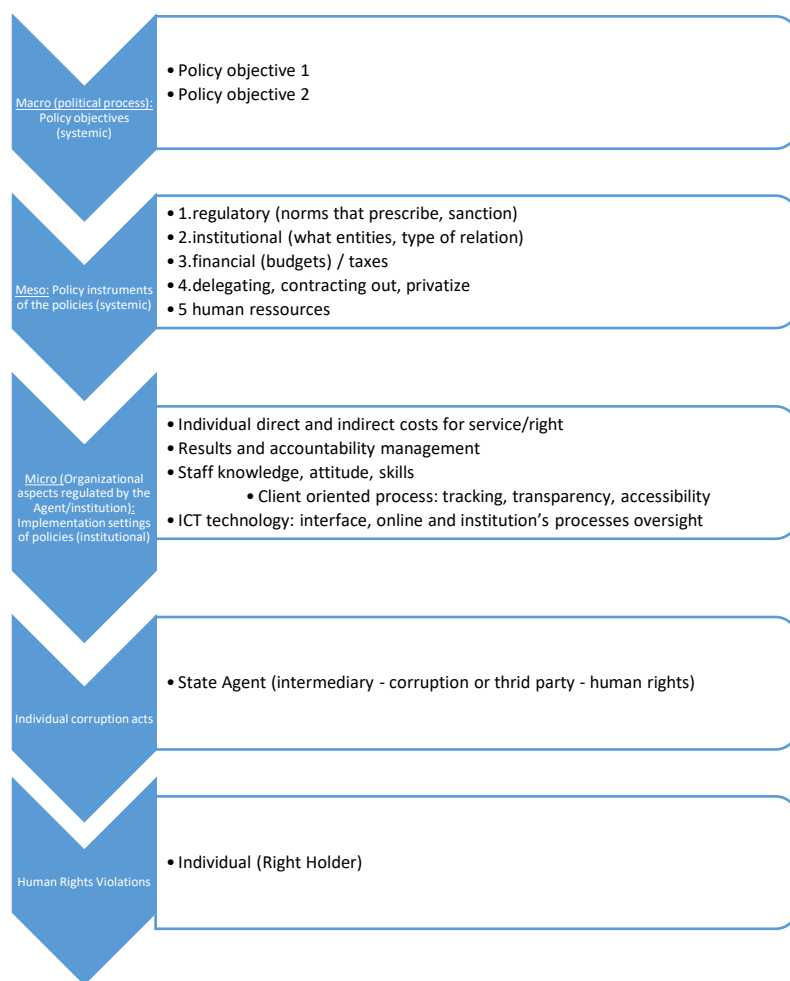 Macro (political process):
Policy objectives
(systemic)
• Policy objective 1
• Policy objective 2
Meso: Policy instruments
of the policies (systemic)
• 1.regulatory (norms that prescribe, sanction)
• 2.institutional (what entities, type of relation)
• 3.financial (budgets) / taxes
• 4.delegating, contracting out, privatize
• 5 human ressources
Micro (Organizational
aspects regulated by the
Agent/institution):
Implementation settings
of policies (institutional)
• Individual direct and indirect costs for service/right
• Results and accountability management
• Staff knowledge, attitude, skills
• Client oriented process: tracking, transparency, accessibility
• ICT technology: interface, online and institution’s processes oversight
Individual corruption acts
• State Agent (intermediary - corruption or thrid party - human rights)
Human Rights Violations
• Individual (Right Holder)